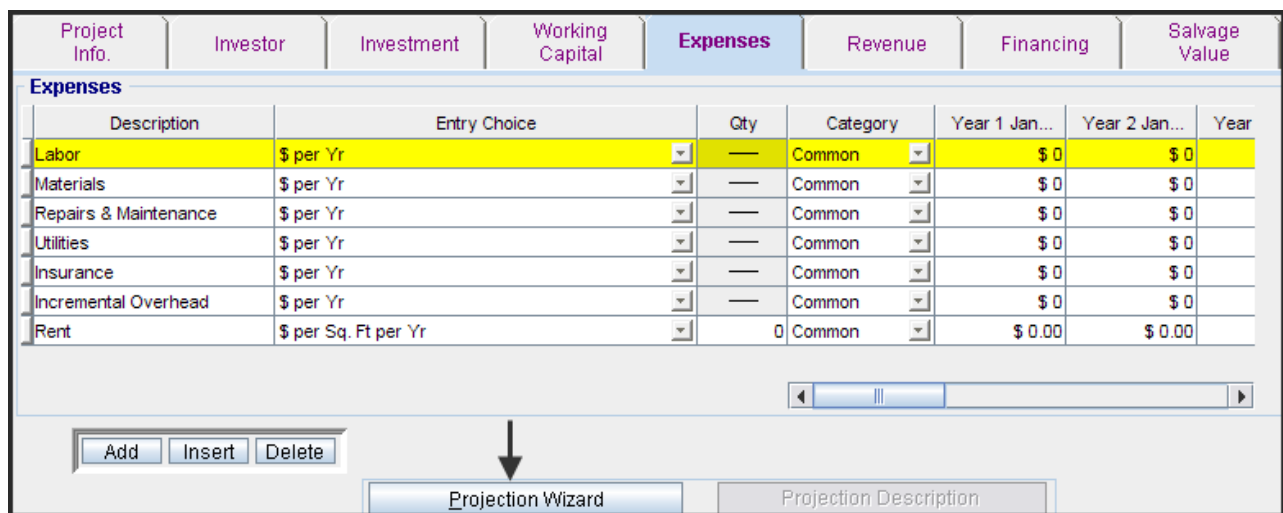 Project Info.
Investor
Investment
Working Capital
Expenses
Revenue
Financing
Salvage Value
Expenses
Description Entry Choice Qty Category Year 1 Jan... Year 2 Jan... Year
Labor $ per Yr — Common $ 0 $ 0
Materials $ per Yr — Common $ 0 $ 0
Repairs & Maintenance $ per Yr — Common $ 0 $ 0
Utilities $ per Yr — Common $ 0 $ 0
Insurance $ per Yr — Common $ 0 $ 0
Incremental Overhead $ per Yr — Common $ 0 $ 0
Rent $ per Sq. Ft per Yr 0 Common $ 0.00 $ 0.00
Add Insert Delete
Projection Wizard Projection Description